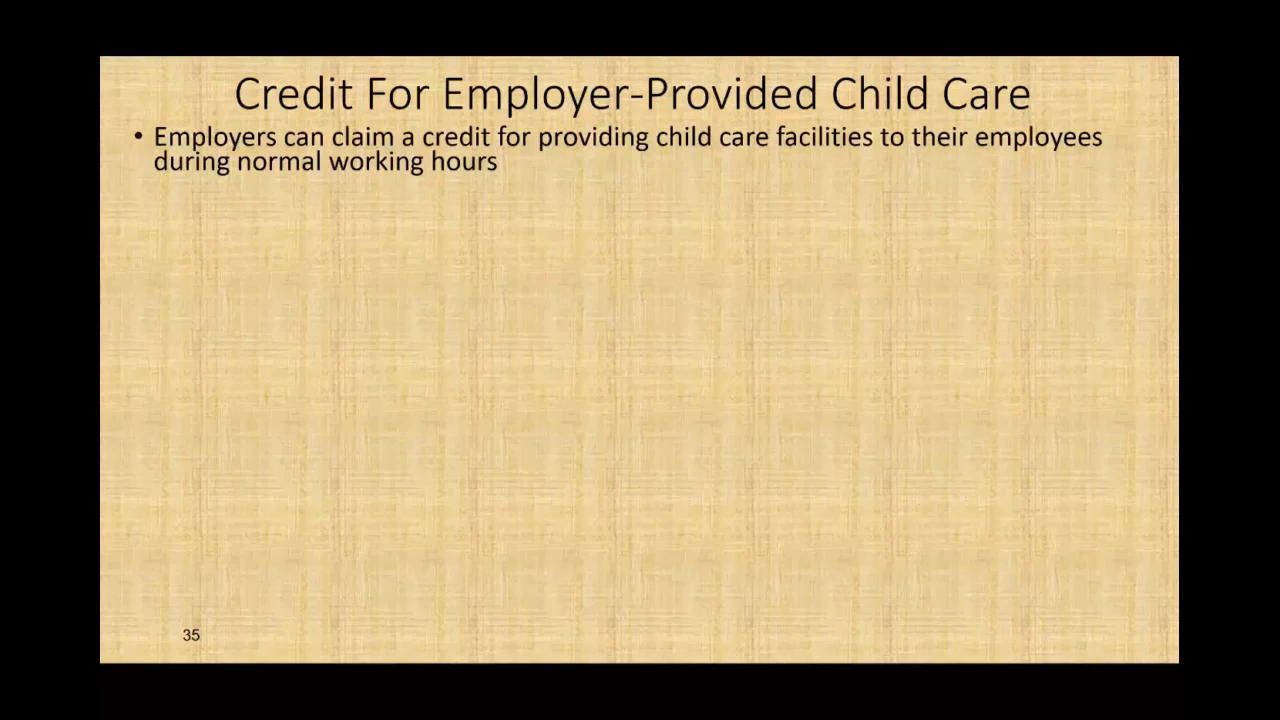 Credit For Employer-Provided Child Care
• Employers can claim a credit for providing child care facilities to their employees
during normal working hours
35